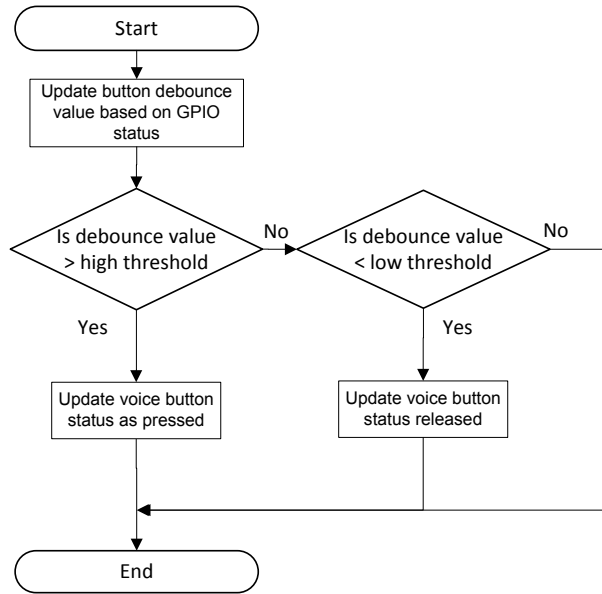 Start
Update button debounce
value based on GPIO
status
Is debounce value
> high threshold
No
Is debounce value
< low threshold
No
Yes
Yes
Update voice button
status as pressed
Update voice button
status released
End